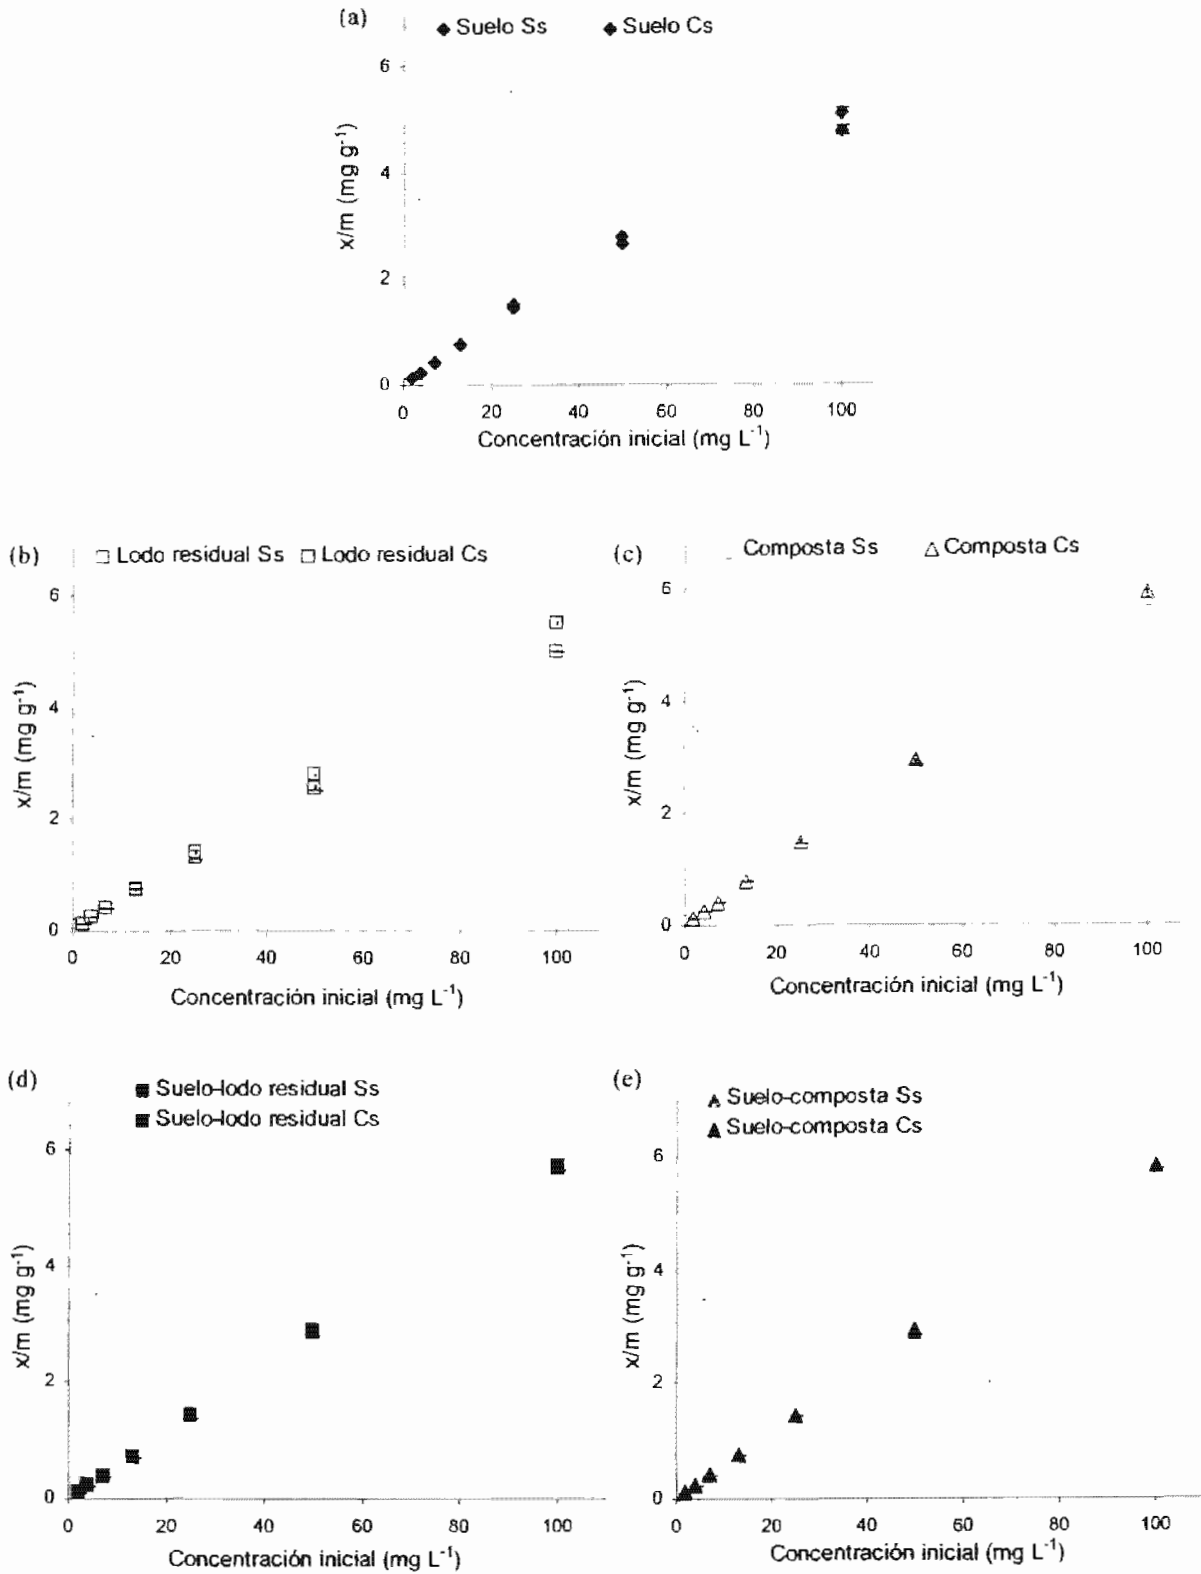 (a)
Suelo Ss Suelo Cs
6
4
2
0
x/m (mg g-1)
0 20 40 60 80 100
Concentración inicial (mg L-1)
(b)
Lodo residual Ss Lodo residual Cs
6
4
2
0
x/m (mg g-1)
0 20 40 60 80 100
Concentración inicial (mg L-1)
(c)
Composta Ss Composta Cs
6
4
2
0
x/m (mg g-1)
0 20 40 60 80 100
Concentración inicial (mg L-1)
(d)
Suelo-lodo residual Ss
Suelo-lodo residual Cs
6
4
2
0
x/m (mg g-1)
0 20 40 60 80 100
Concentración inicial (mg L-1)
(e)
Suelo-composta Ss
Suelo-composta Cs
6
4
2
0
x/m (mg g-1)
0 20 40 60 80 100
Concentración inicial (mg L-1)